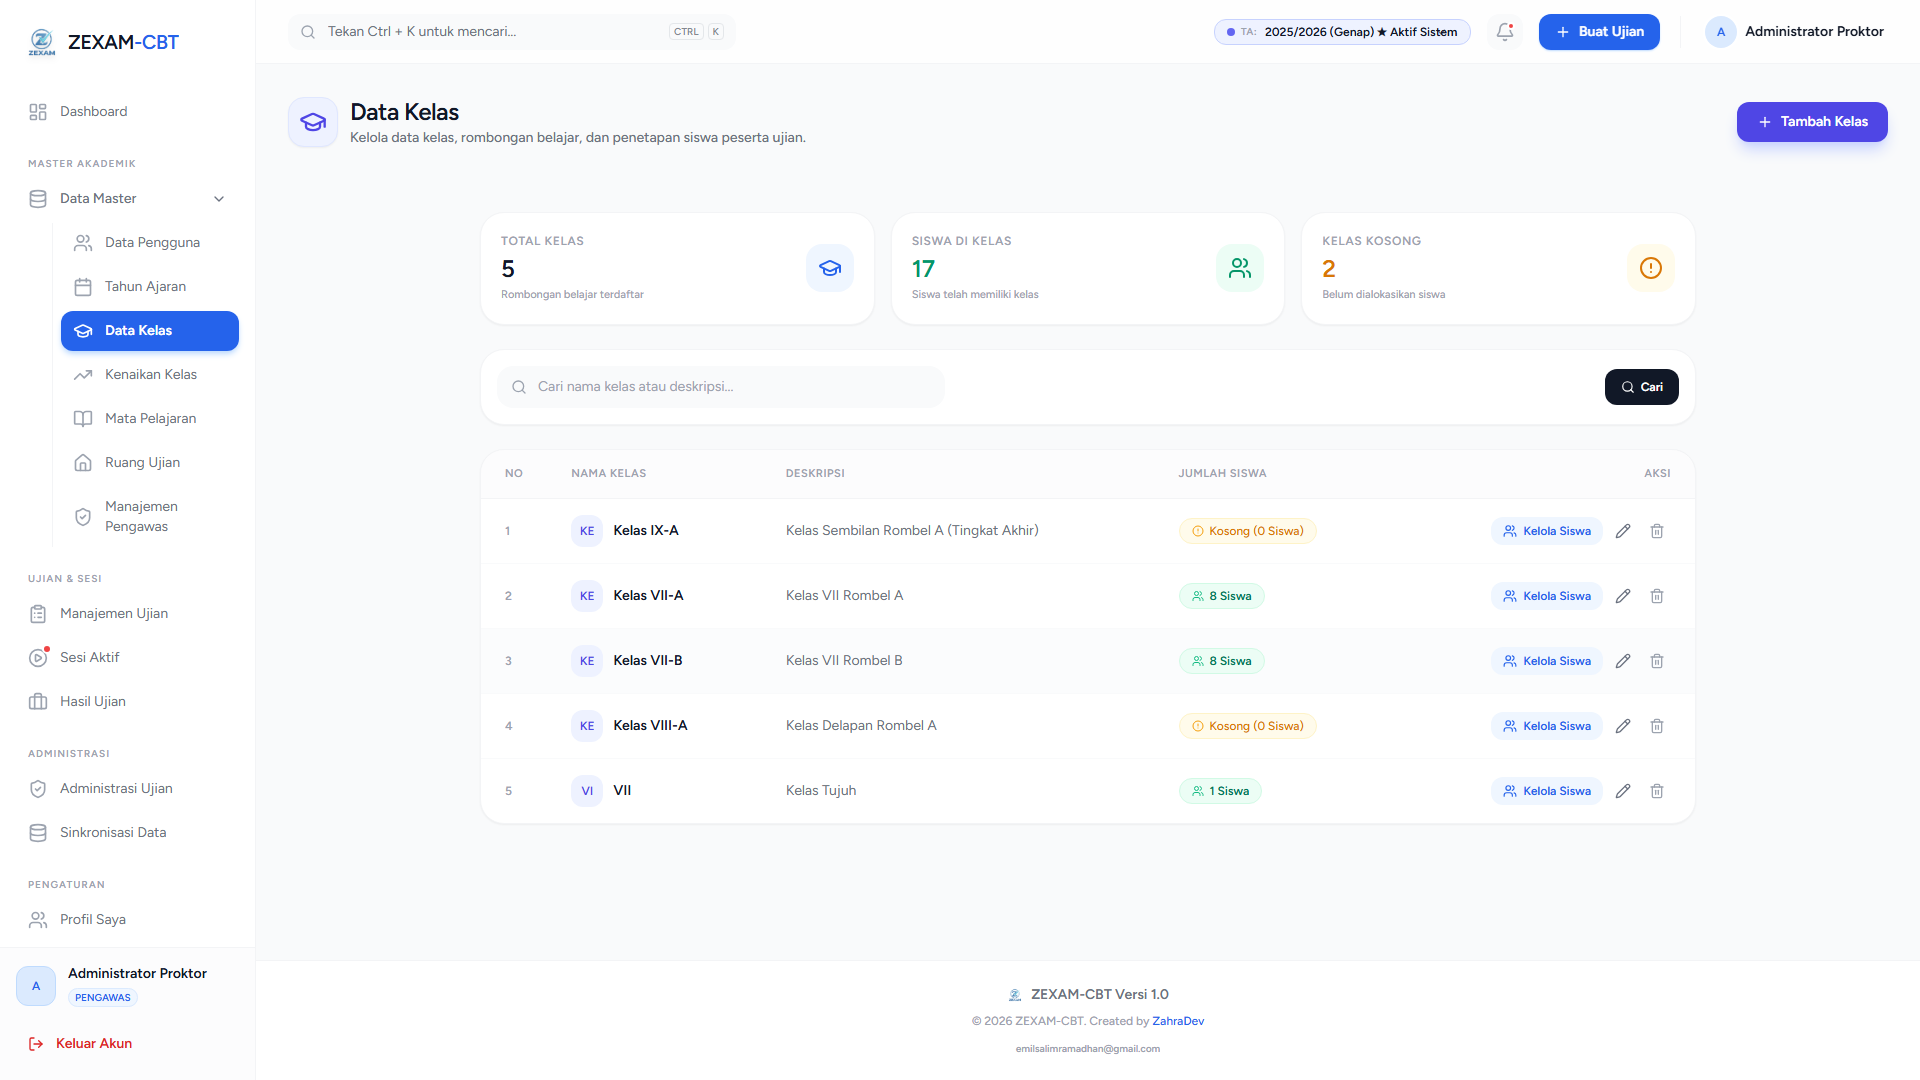 ZEXAM
ZEXAM-CBT
Tekan Ctrl + K untuk mencari...
CTRL K
TA: 2025/2026 (Genap) ★ Aktif Sistem
+ Buat Ujian
A
Administrator Proktor
Dashboard
MASTER AKADEMIK
Data Master
Data Pengguna
Tahun Ajaran
Data Kelas
Kenaikan Kelas
Mata Pelajaran
Ruang Ujian
Manajemen
Pengawas
UJIAN & SESI
Manajemen Ujian
Sesi Aktif
Hasil Ujian
ADMINISTRASI
Administrasi Ujian
Sinkronisasi Data
PENGATURAN
Profil Saya
A
Administrator Proktor
PENGAWAS
Keluar Akun
Data Kelas
Kelola data kelas, rombongan belajar, dan penetapan siswa peserta ujian.
+ Tambah Kelas
TOTAL KELAS
5
Rombongan belajar terdaftar
SISWA DI KELAS
17
Siswa telah memiliki kelas
KELAS KOSONG
2
Belum dialokasikan siswa
Cari nama kelas atau deskripsi...
Cari
NO NAMA KELAS DESKRIPSI JUMLAH SISWA AKSI
1 KE Kelas IX-A Kelas Sembilan Rombel A (Tingkat Akhir) Kosong (0 Siswa) Kelola Siswa
2 KE Kelas VII-A Kelas VII Rombel A 8 Siswa Kelola Siswa
3 KE Kelas VII-B Kelas VII Rombel B 8 Siswa Kelola Siswa
4 KE Kelas VIII-A Kelas Delapan Rombel A Kosong (0 Siswa) Kelola Siswa
5 VI VII Kelas Tujuh 1 Siswa Kelola Siswa
ZEXAM-CBT Versi 1.0
© 2026 ZEXAM-CBT. Created by ZahraDev
emilsalimramadhan@gmail.com